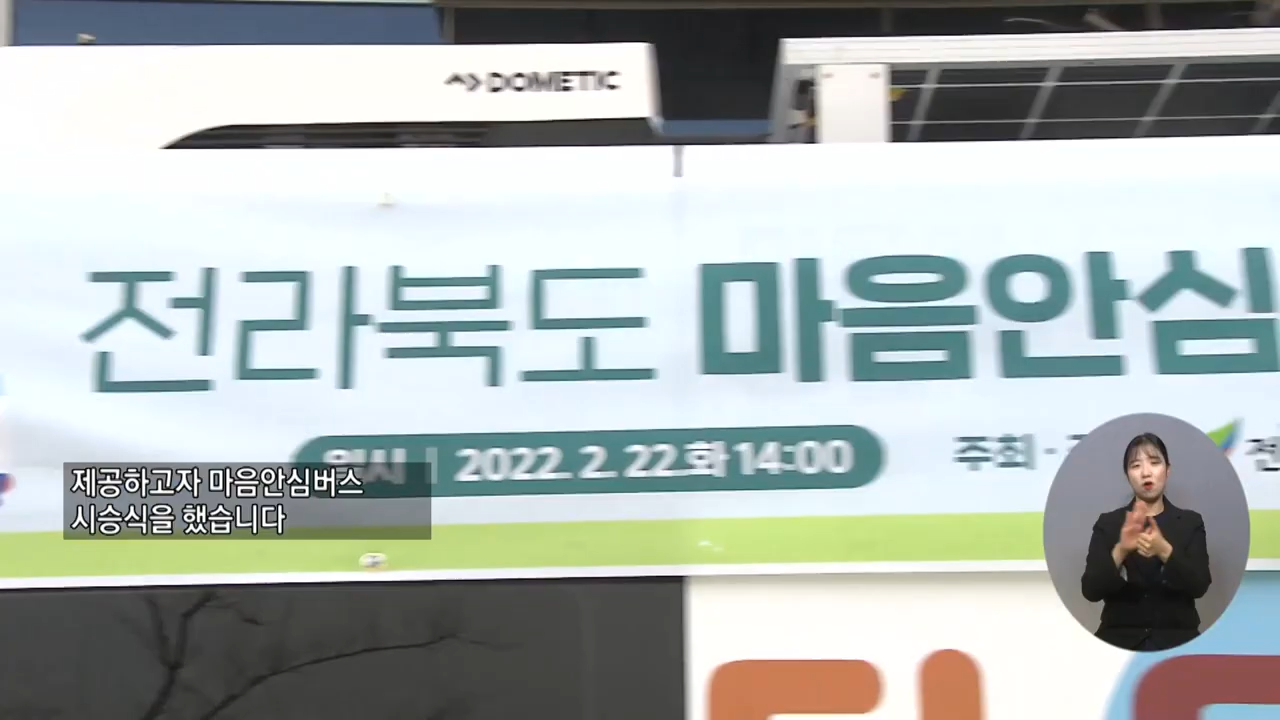 DOMETIC
전라북도 마음안심
일시 | 2022. 2. 22.화 14:00
주최 ·
전
제공하고자 마음안심버스
시승식을 했습니다